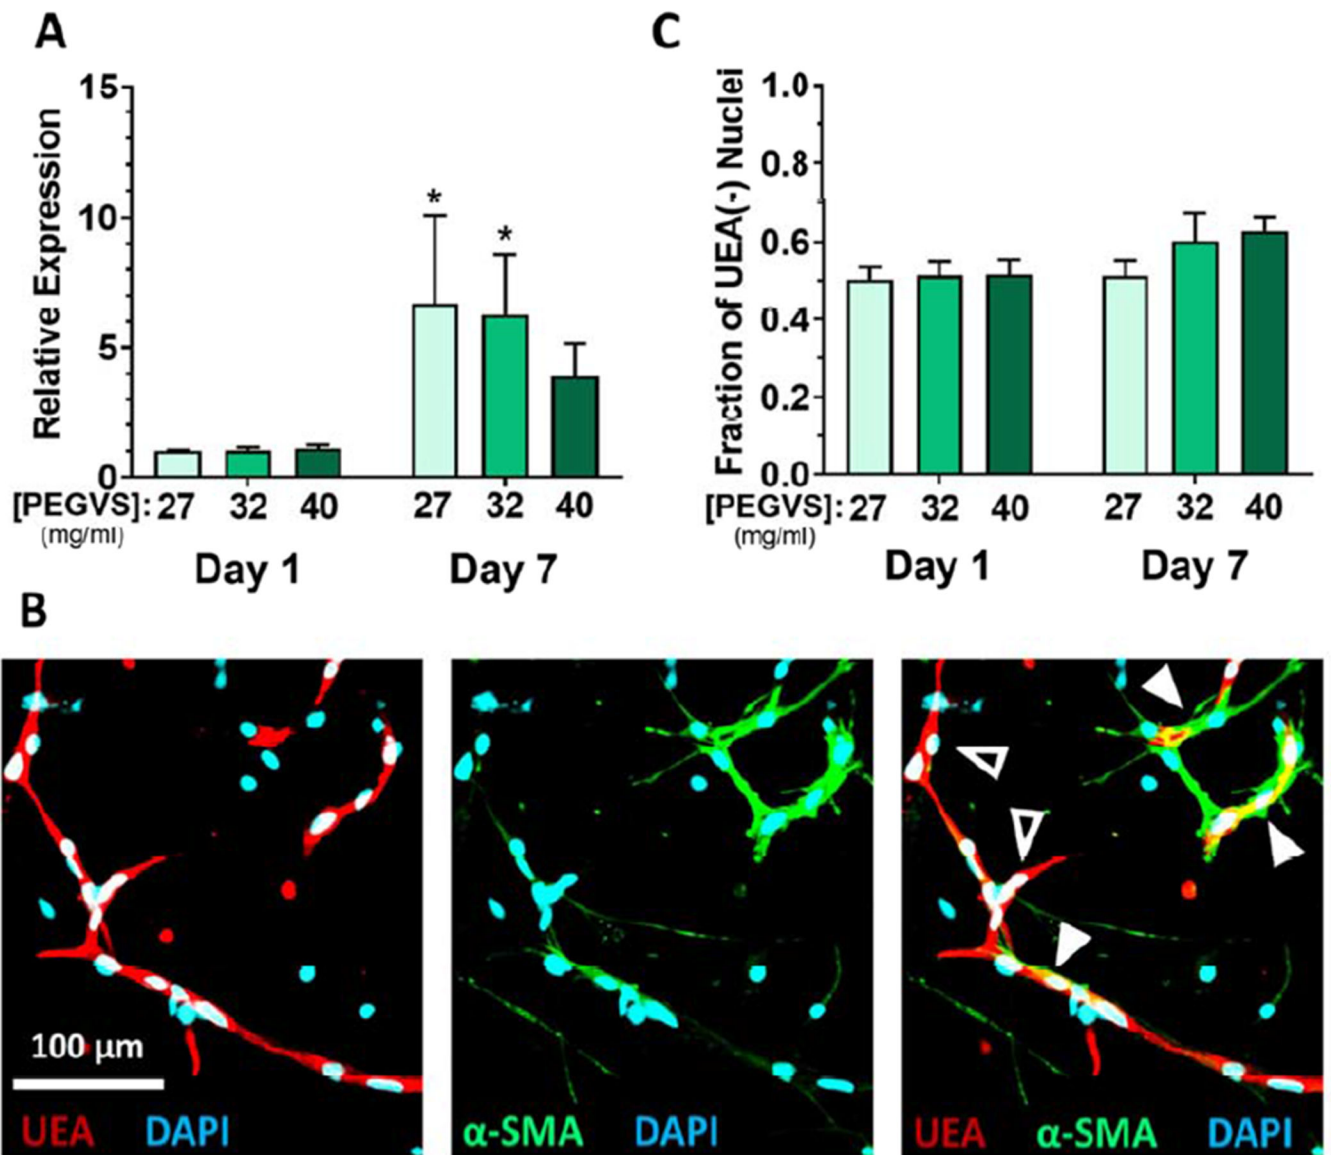 A
Relative Expression
15
10
5
0
*
*
[PEGVS]: 27 32 40 27 32 40
(mg/ml)
Day 1 Day 7
C
Fraction of UEA(-) Nuclei
1.0
0.8
0.6
0.4
0.2
0.0
[PEGVS]: 27 32 40 27 32 40
(mg/ml)
Day 1 Day 7
B
100 μm
UEA DAPI
α-SMA DAPI
UEA α-SMA DAPI